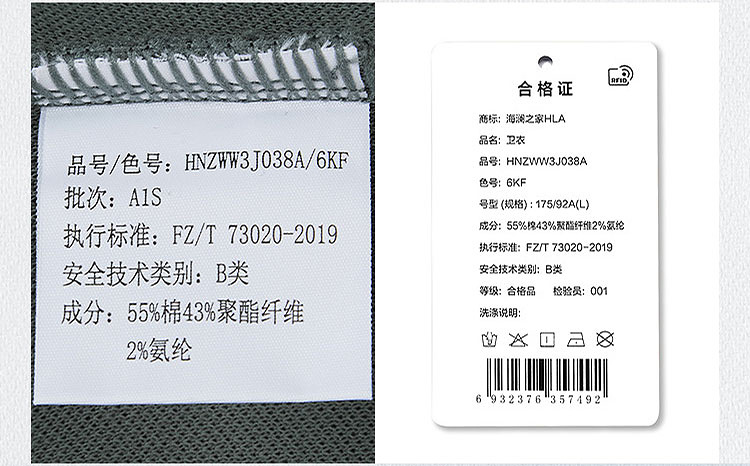 品号/色号：HNZWW3J038A/6KF
批次：A1S
执行标准：FZ/T 73020-2019
安全技术类别：B类
成分：55%棉43%聚酯纤维
2%氨纶
RFID
合格证
商标：海澜之家HLA
品名：卫衣
品号：HNZWW3J038A
色号：6KF
号型(规格)：175/92A(L)
成分：55%棉43%聚酯纤维2%氨纶
执行标准：FZ/T 73020-2019
安全技术类别：B类
等级：合格品 检验员：001
洗涤说明：
6 932376 357492